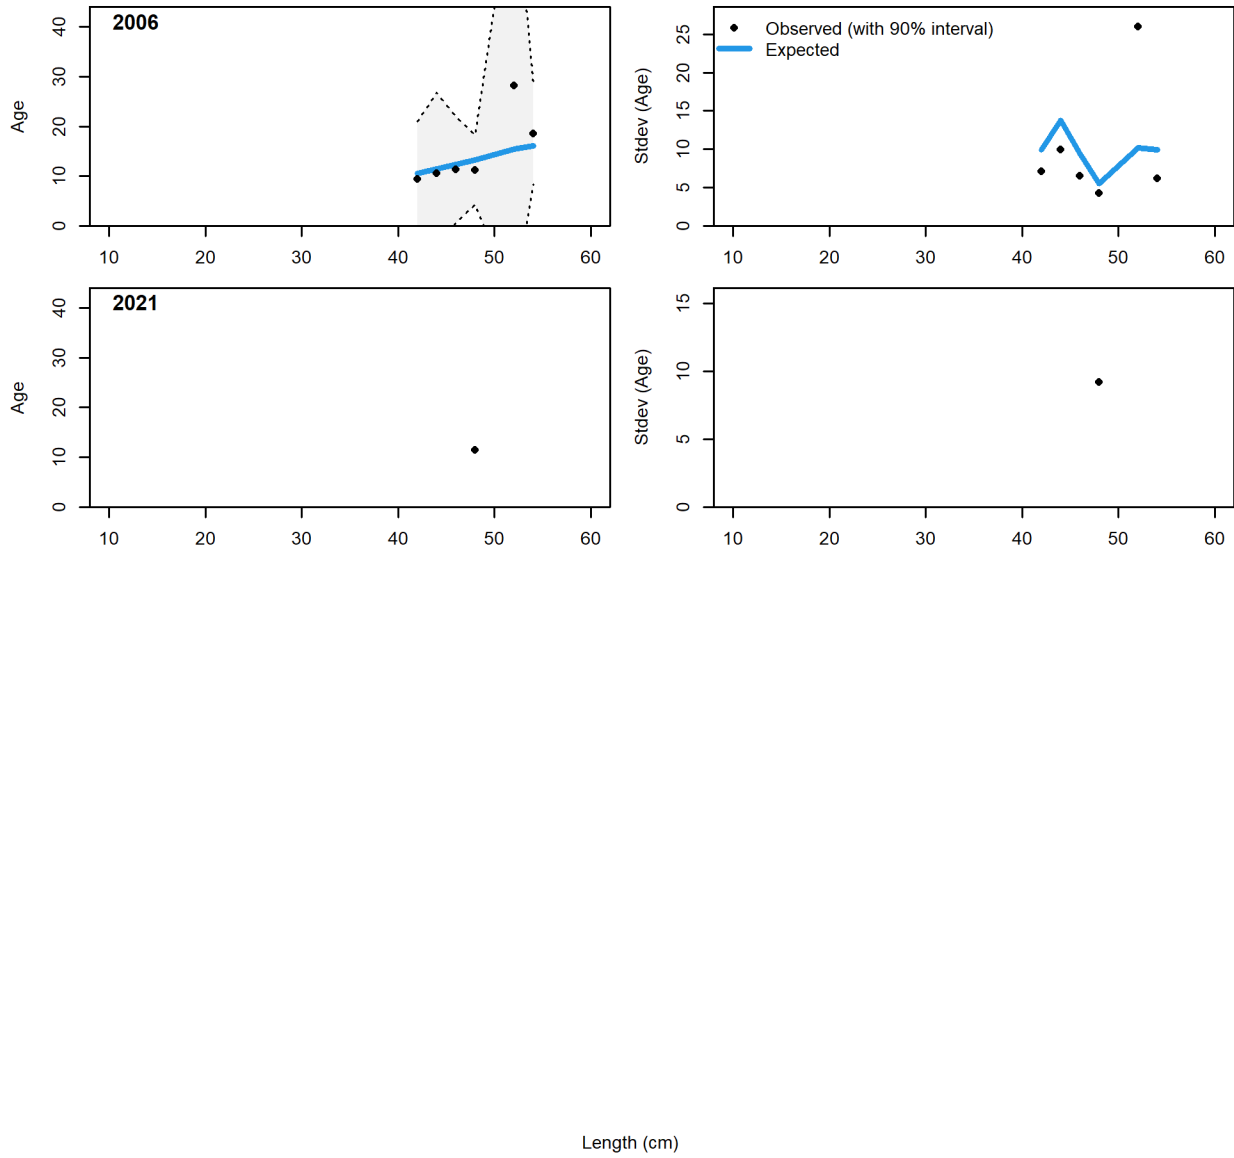 2006
Age
0 10 20 30 40
10 20 30 40 50 60
Observed (with 90% interval)
Expected
Stdev (Age)
0 5 10 15 20 25
10 20 30 40 50 60
2021
Age
0 10 20 30 40
10 20 30 40 50 60
Stdev (Age)
0 5 10 15
10 20 30 40 50 60
Length (cm)